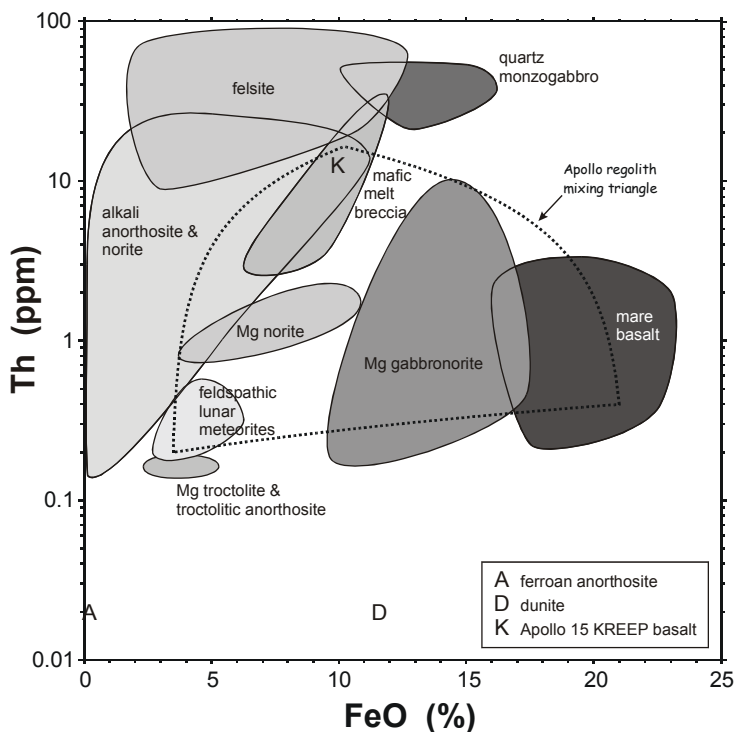 100
10
1
0.1
0.01
Th (ppm)
0
5
10
15
20
25
FeO (%)
felsite
quartz
monzogabbro
K
mafic
melt
breccia
Apollo regolith
mixing triangle
alkali
anorthosite &
norite
Mg norite
mare
basalt
Mg gabbronorite
feldspathic
lunar
meteorites
Mg troctolite &
troctolitic anorthosite
A
D
A ferroan anorthosite
D dunite
K Apollo 15 KREEP basalt